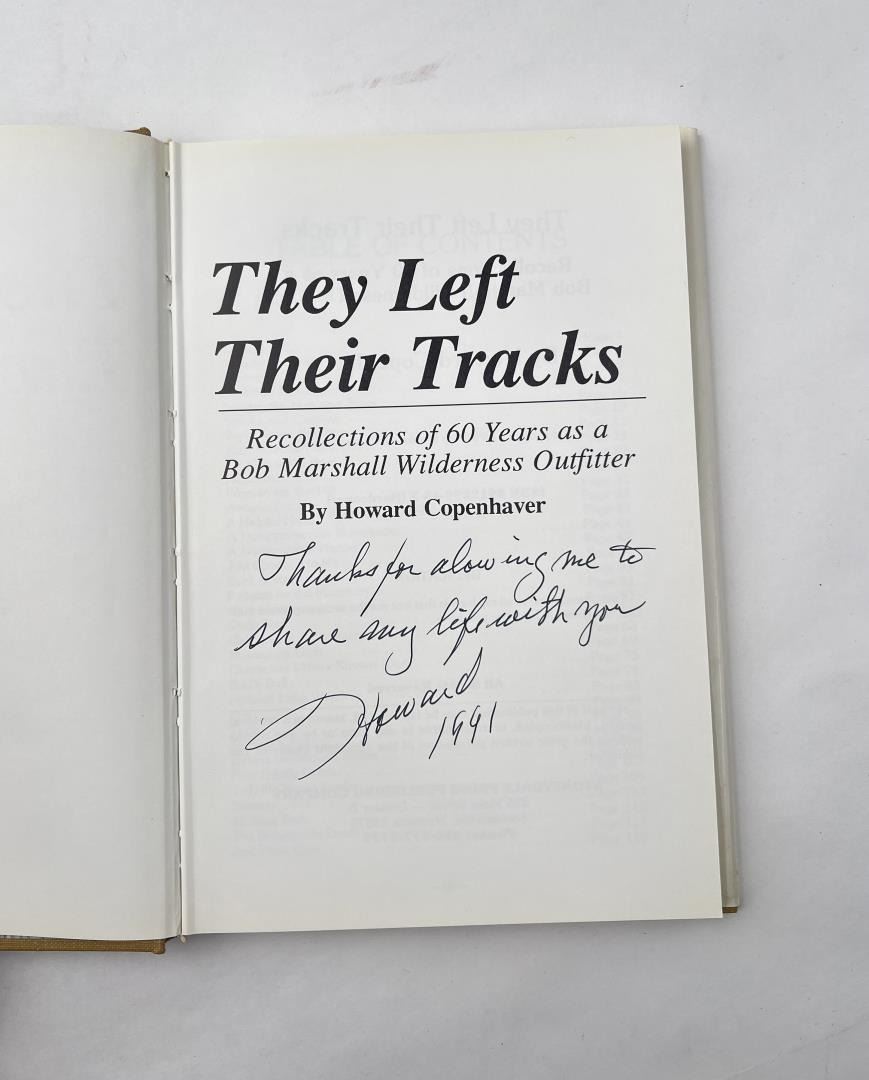 They Left
Their Tracks
Recollections of 60 Years as a
Bob Marshall Wilderness Outfitter
By Howard Copenhaver
Thanks for alowing me to
share my life with you
Howard
1991